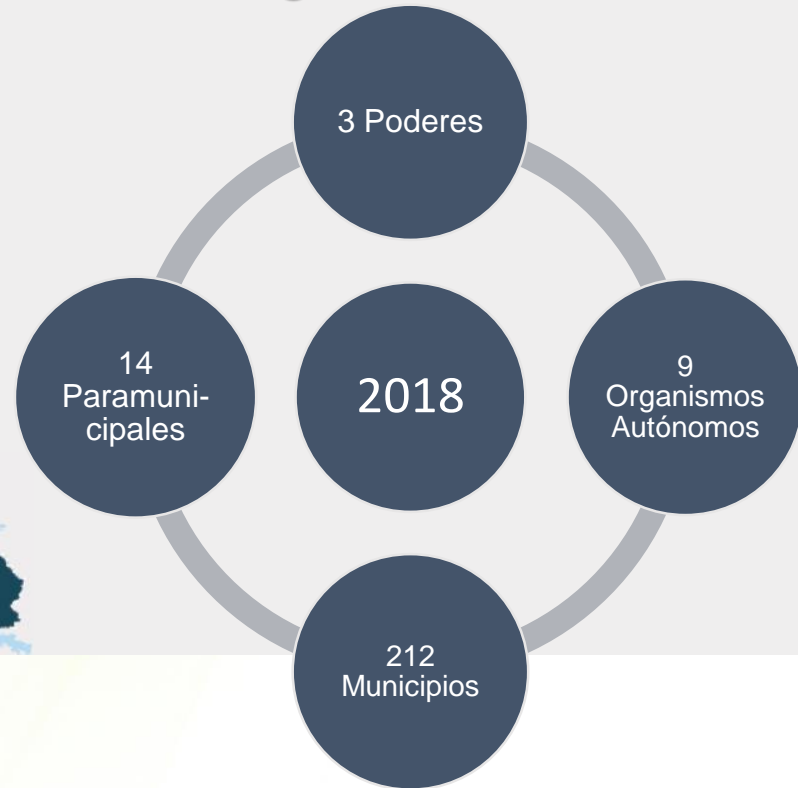 3 Poderes
14
Paramuni-
cipales
2018
9
Organismos
Autónomos
212
Municipios